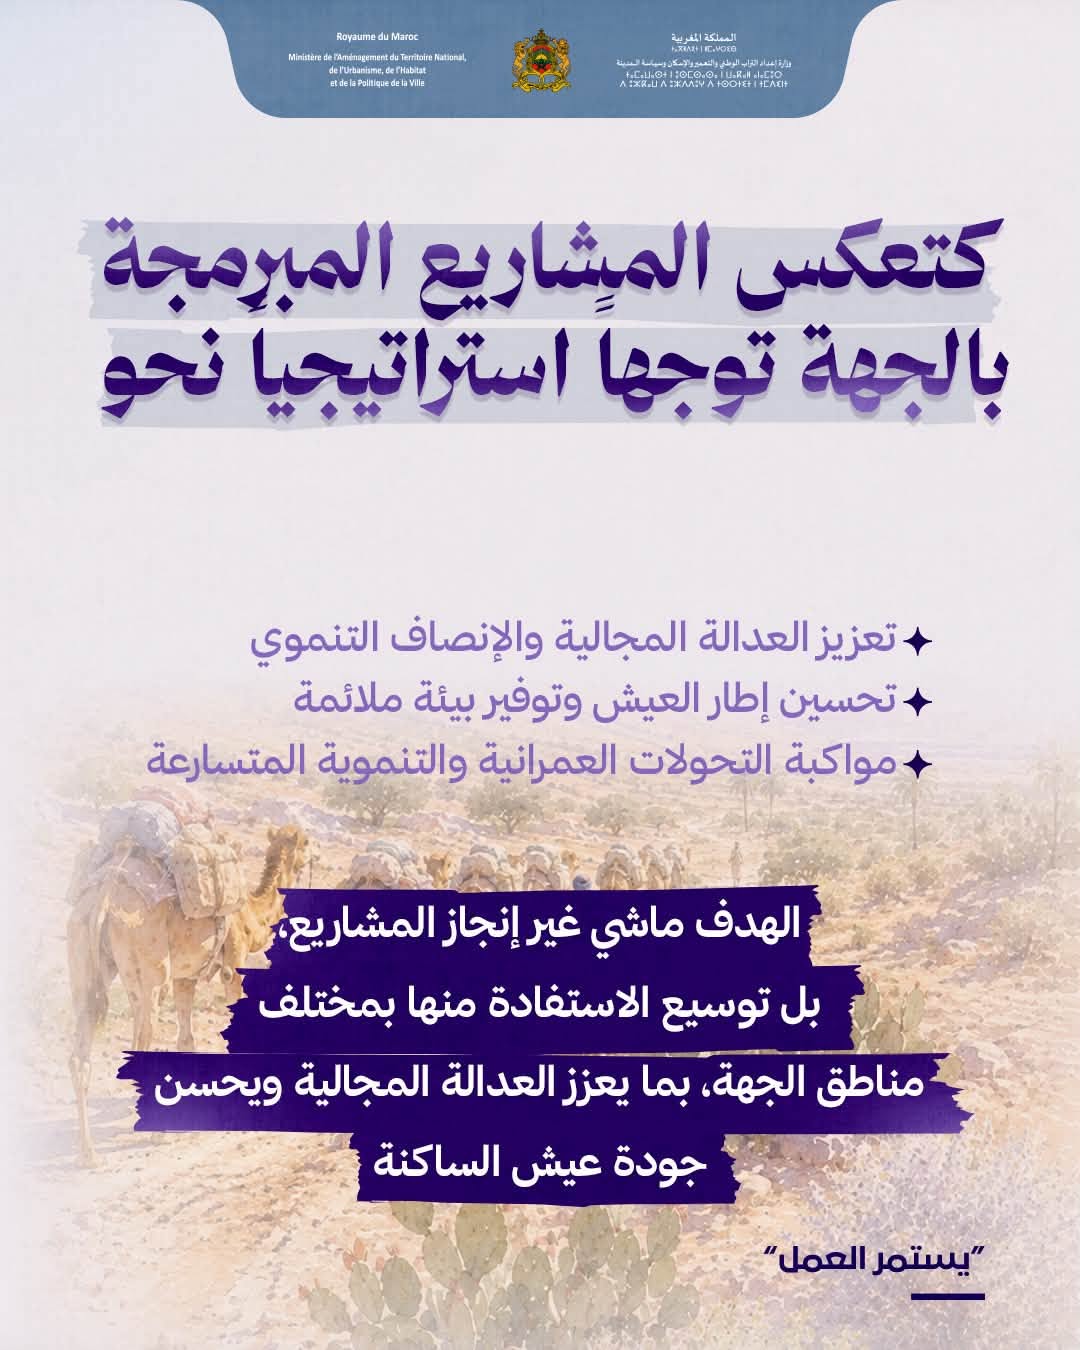 Royaume du Maroc
Ministère de l'Aménagement du Territoire National,
de l'Urbanisme, de l'Habitat
et de la Politique de la Ville
المملكة المغربية
وزارة إعداد التراب الوطني والتعمير والإسكان وسياسة المدينة
كتعكس المشاريع المبرمجة
بالجهة توجهاً استراتيجياً نحو
تعزيز العدالة المجالية والإنصاف التنموي
تحسين إطار العيش وتوفير بيئة ملائمة
مواكبة التحولات العمرانية والتنموية المتسارعة
الهدف ماشي غير إنجاز المشاريع،
بل توسيع الاستفادة منها بمختلف
مناطق الجهة، بما يعزز العدالة المجالية ويحسن
جودة عيش الساكنة
"يستمر العمل"